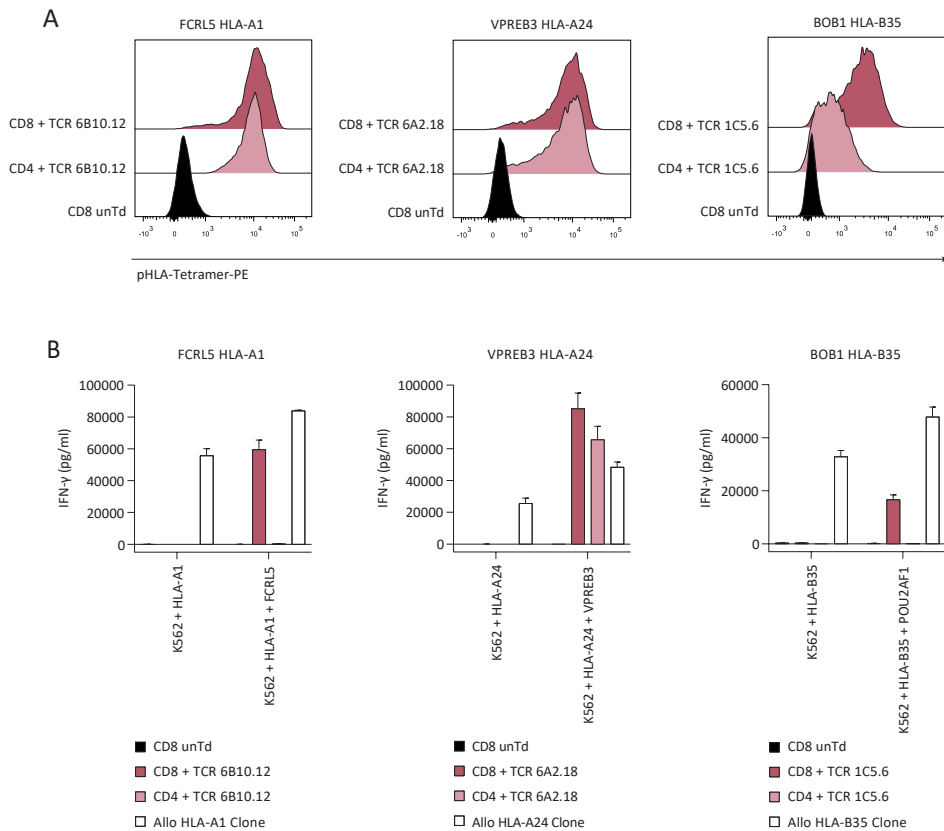 A
FCRL5 HLA-A1
VPREB3 HLA-A24
BOB1 HLA-B35
CD8 + TCR 6B10.12
CD4 + TCR 6B10.12
CD8 unTd
-10³ 0 10³ 10⁴ 10⁵
CD8 + TCR 6A2.18
CD4 + TCR 6A2.18
CD8 unTd
-10³ 0 10³ 10⁴ 10⁵
CD8 + TCR 1C5.6
CD4 + TCR 1C5.6
CD8 unTd
-10³ 0 10³ 10⁴ 10⁵
pHLA-Tetramer-PE
B
FCRL5 HLA-A1
IFN-γ (pg/ml)
100000
80000
60000
40000
20000
0
K562 + HLA-A1
K562 + HLA-A1 + FCRL5
CD8 unTd
CD8 + TCR 6B10.12
CD4 + TCR 6B10.12
Allo HLA-A1 Clone
VPREB3 HLA-A24
IFN-γ (pg/ml)
100000
80000
60000
40000
20000
0
K562 + HLA-A24
K562 + HLA-A24 + VPREB3
CD8 unTd
CD8 + TCR 6A2.18
CD4 + TCR 6A2.18
Allo HLA-A24 Clone
BOB1 HLA-B35
IFN-γ (pg/ml)
60000
40000
20000
0
K562 + HLA-B35
K562 + HLA-B35 + POU2AF1
CD8 unTd
CD8 + TCR 1C5.6
CD4 + TCR 1C5.6
Allo HLA-B35 Clone